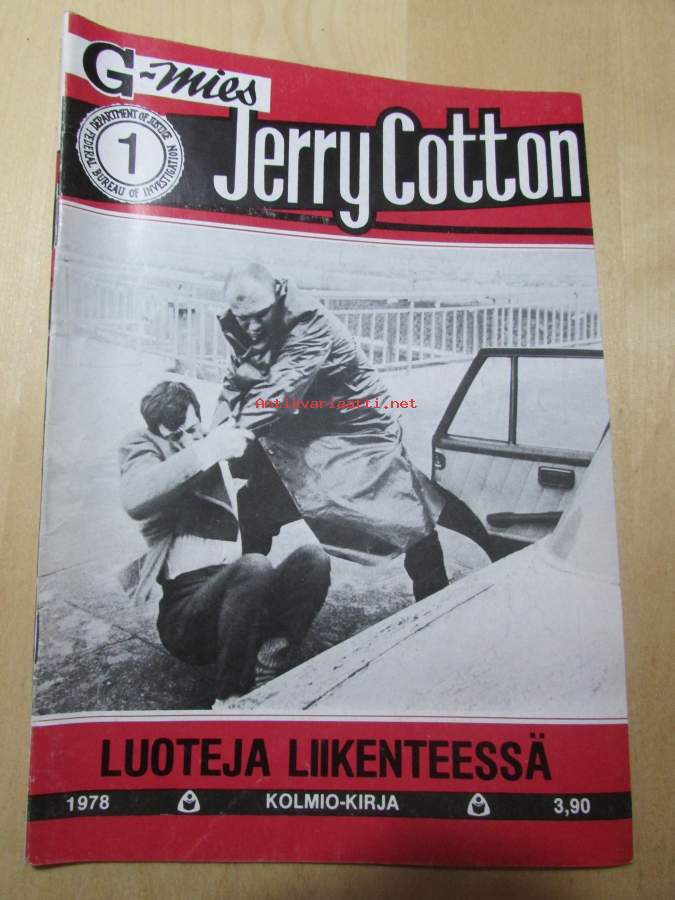 G-mies
DEPARTMENT OF JUSTICE
1
FEDERAL BUREAU OF INVESTIGATION
Jerry Cotton
Antikvariaatti.net
LUOTEJA LIIKENTEESSÄ
1978 KOLMIO-KIRJA 3,90